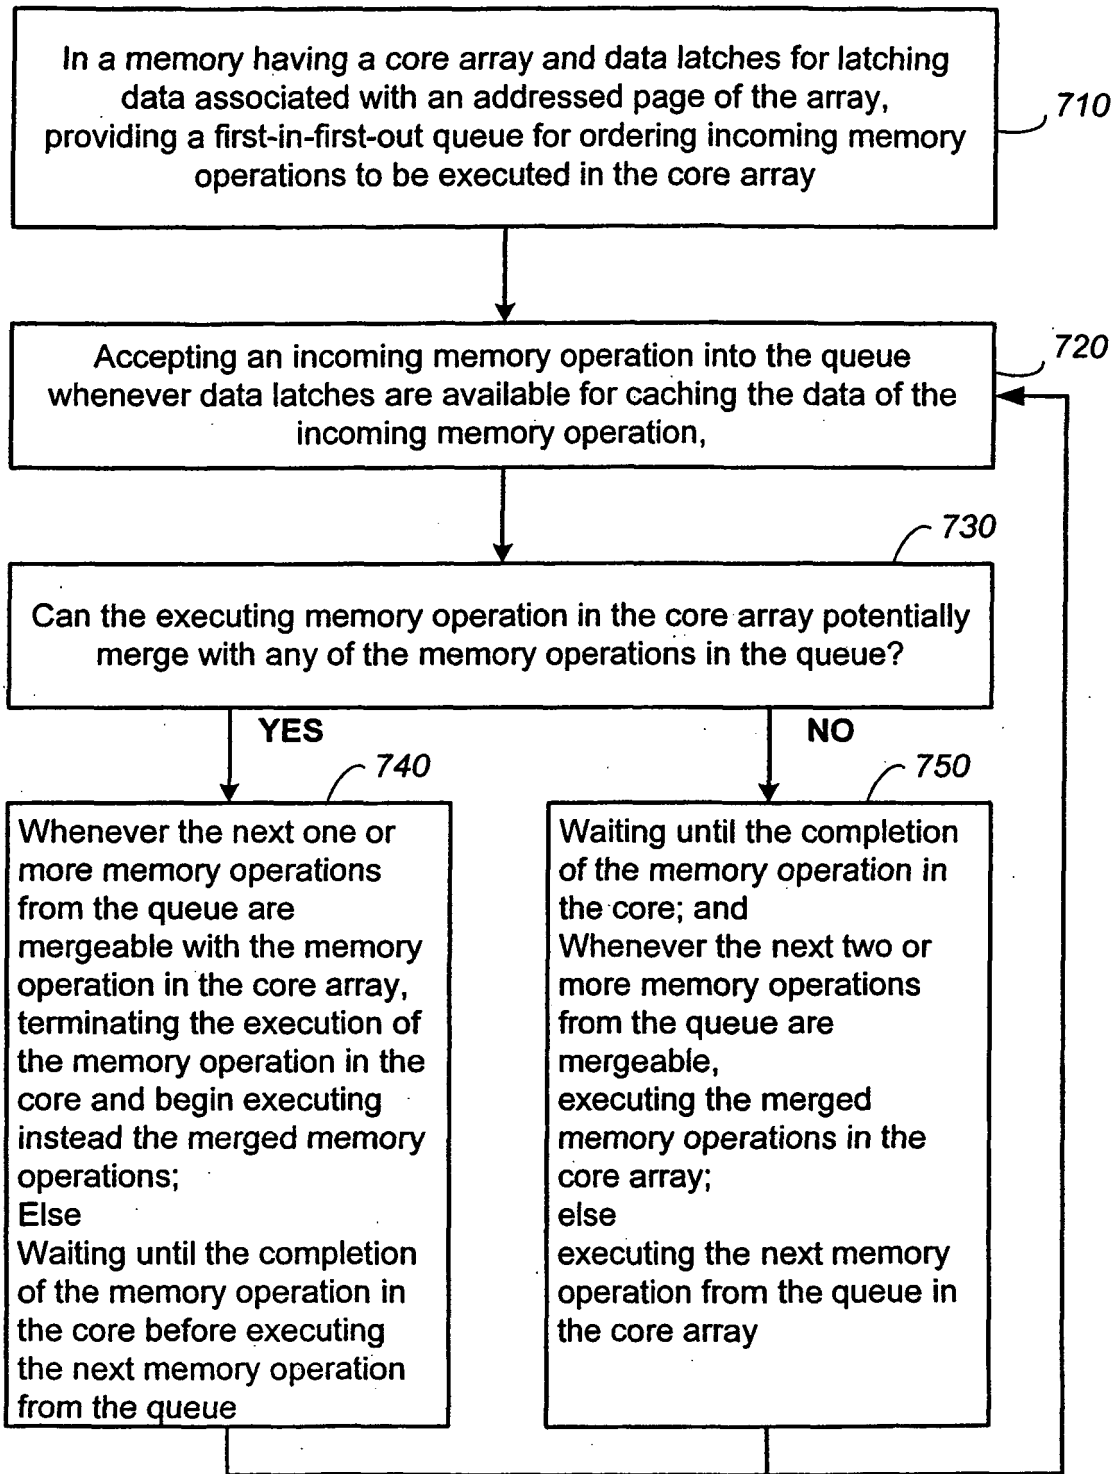 In a memory having a core array and data latches for latching
data associated with an addressed page of the array,
providing a first-in-first-out queue for ordering incoming memory
operations to be executed in the core array
710
Accepting an incoming memory operation into the queue
whenever data latches are available for caching the data of the
incoming memory operation,
720
730
Can the executing memory operation in the core array potentially
merge with any of the memory operations in the queue?
YES
NO
740
750
Whenever the next one or
more memory operations
from the queue are
mergeable with the memory
operation in the core array,
terminating the execution of
the memory operation in the
core and begin executing
instead the merged memory
operations;
Else
Waiting until the completion
of the memory operation in
the core before executing
the next memory operation
from the queue
Waiting until the completion
of the memory operation in
the core; and
Whenever the next two or
more memory operations
from the queue are
mergeable,
executing the merged
memory operations in the
core array;
else
executing the next memory
operation from the queue in
the core array